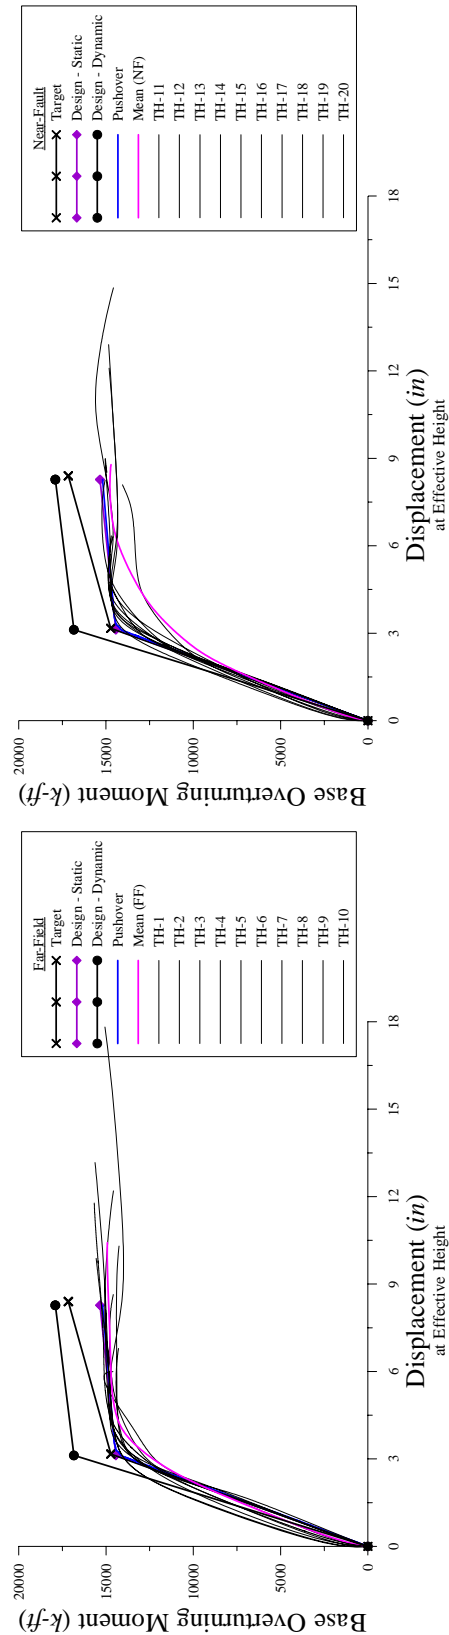 Base Overturning Moment (k-ft)
20000
15000
10000
5000
0
0
3
6
9
12
15
18
Displacement (in)
at Effective Height
Far-Field
Target
Design - Static
Design - Dynamic
Pushover
Mean (FF)
TH-1
TH-2
TH-3
TH-4
TH-5
TH-6
TH-7
TH-8
TH-9
TH-10
Base Overturning Moment (k-ft)
20000
15000
10000
5000
0
0
3
6
9
12
15
18
Displacement (in)
at Effective Height
Near-Fault
Target
Design - Static
Design - Dynamic
Pushover
Mean (NF)
TH-11
TH-12
TH-13
TH-14
TH-15
TH-16
TH-17
TH-18
TH-19
TH-20